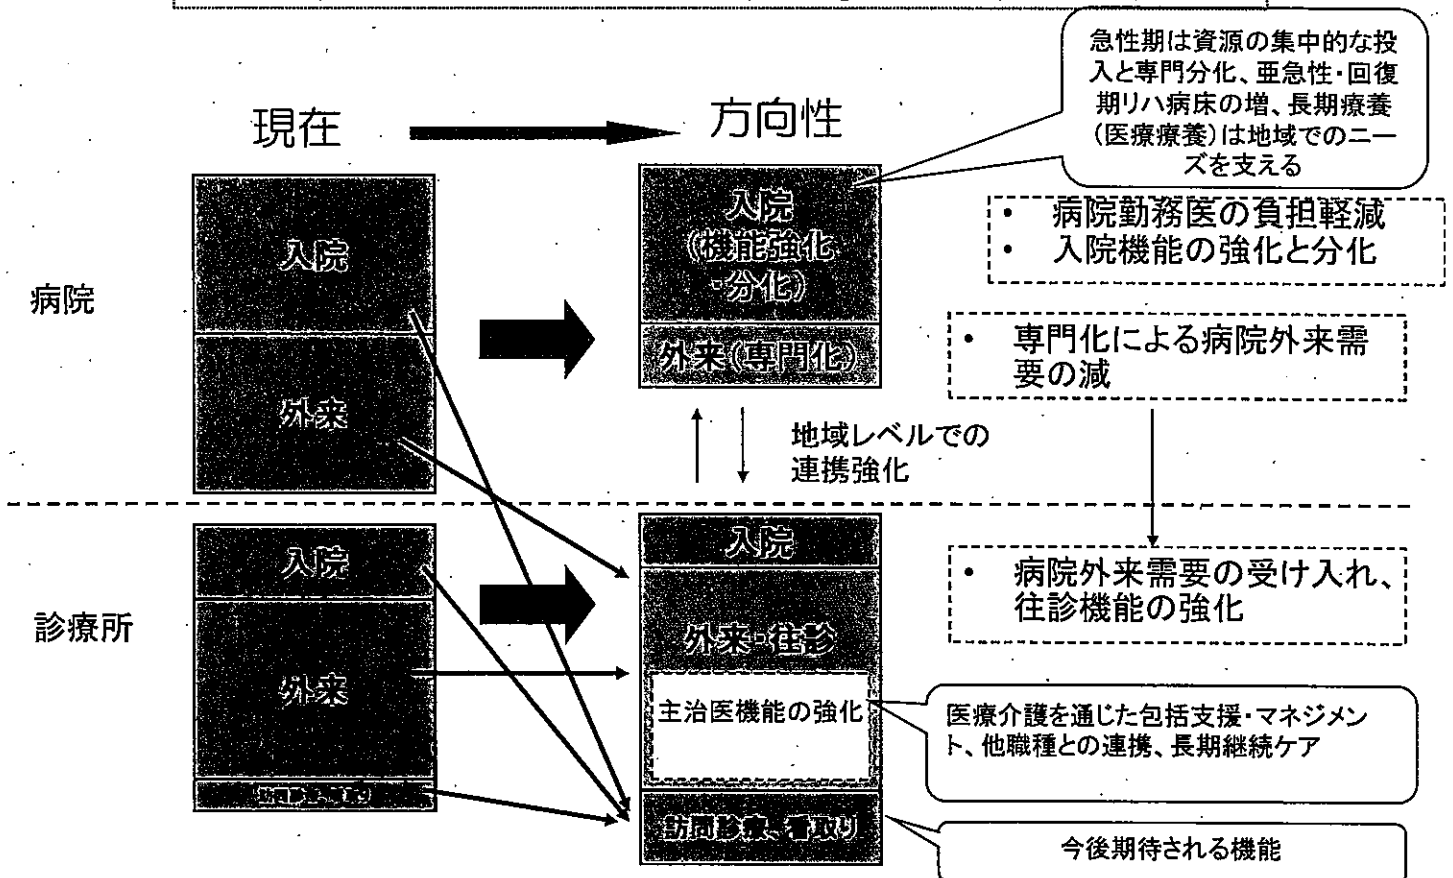 急性期は資源の集中的な投
入と専門分化、亜急性・回復
期リハ病床の増、長期療養
(医療療養)は地域でのニー
ズを支える
現在
方向性
病院
入院
外来
入院
(機能強化
・分化)
外来(専門化)
• 病院勤務医の負担軽減
• 入院機能の強化と分化
• 専門化による病院外来需
要の減
地域レベルでの
連携強化
診療所
入院
外来
訪問診療、看取り
入院
外来・往診
主治医機能の強化
訪問診療、看取り
• 病院外来需要の受け入れ、
往診機能の強化
医療介護を通じた包括支援・マネジメン
ト、他職種との連携、長期継続ケア
今後期待される機能